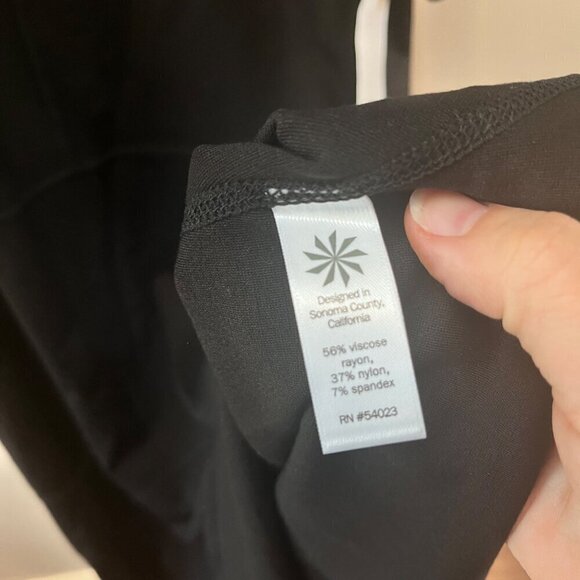 Designed in
Sonoma County,
California
56% viscose
rayon,
37% nylon,
7% spandex
RN #54023